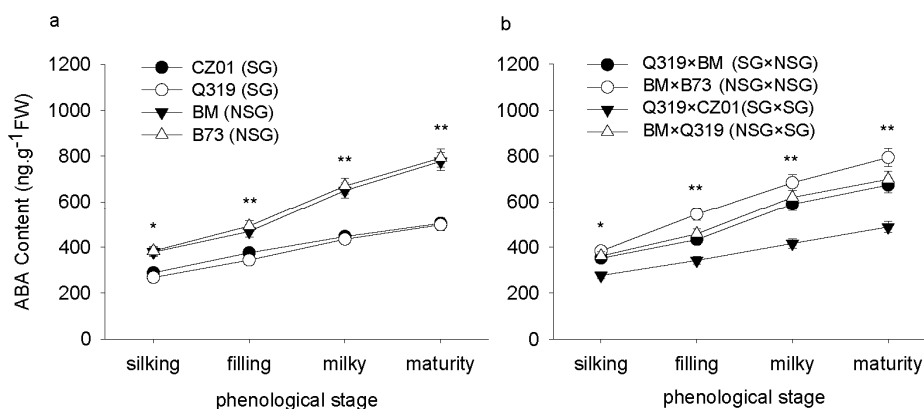 a
ABA Content (ng.g⁻¹ FW)
1200
1000
800
600
400
200
0
CZ01 (SG)
Q319 (SG)
BM (NSG)
B73 (NSG)
*
**
**
**
silking filling milky maturity
phenological stage
b
1200
1000
800
600
400
200
0
Q319×BM (SG×NSG)
BM×B73 (NSG×NSG)
Q319×CZ01(SG×SG)
BM×Q319 (NSG×SG)
*
**
**
**
silking filling milky maturity
phenological stage